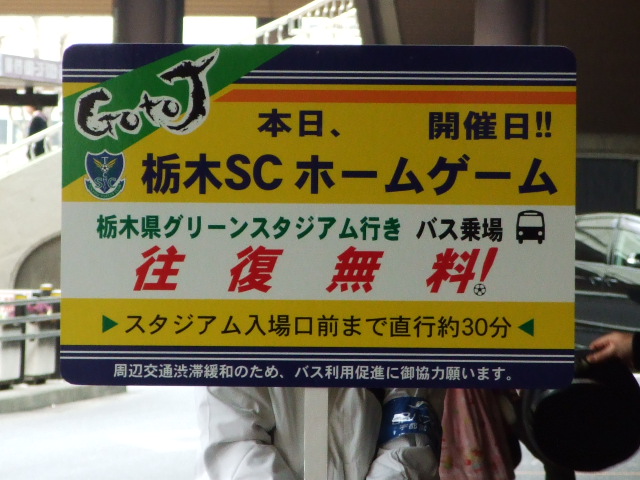 Go to J
本日、 開催日!!
栃木SC ホームゲーム
栃木県グリーンスタジアム行き バス乗場
往復無料!
▶スタジアム入場口前まで直行約30分◀
周辺交通渋滞緩和のため、バス利用促進に御協力願います。